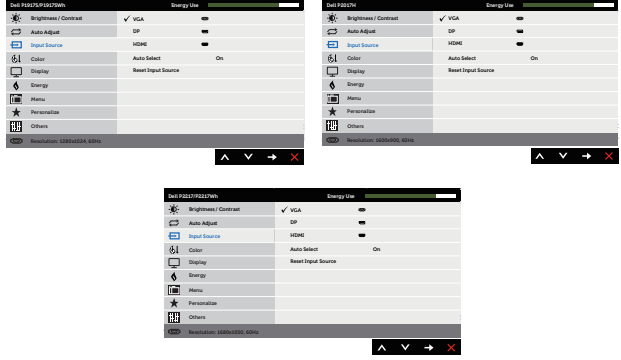 Dell P1917S/P1917SWh Energy Use
Brightness / Contrast ✓ VGA
Auto Adjust DP
Input Source HDMI
Color Auto Select On
Display Reset Input Source
Energy
Menu
Personalize
Others
Resolution: 1280x1024, 60Hz
Dell P2017H Energy Use
Brightness / Contrast ✓ VGA
Auto Adjust DP
Input Source HDMI
Color Auto Select On
Display Reset Input Source
Energy
Menu
Personalize
Others
Resolution: 1600x900, 60Hz
Dell P2217/P2217Wh Energy Use
Brightness / Contrast ✓ VGA
Auto Adjust DP
Input Source HDMI
Color Auto Select On
Display Reset Input Source
Energy
Menu
Personalize
Others
Resolution: 1680x1050, 60Hz